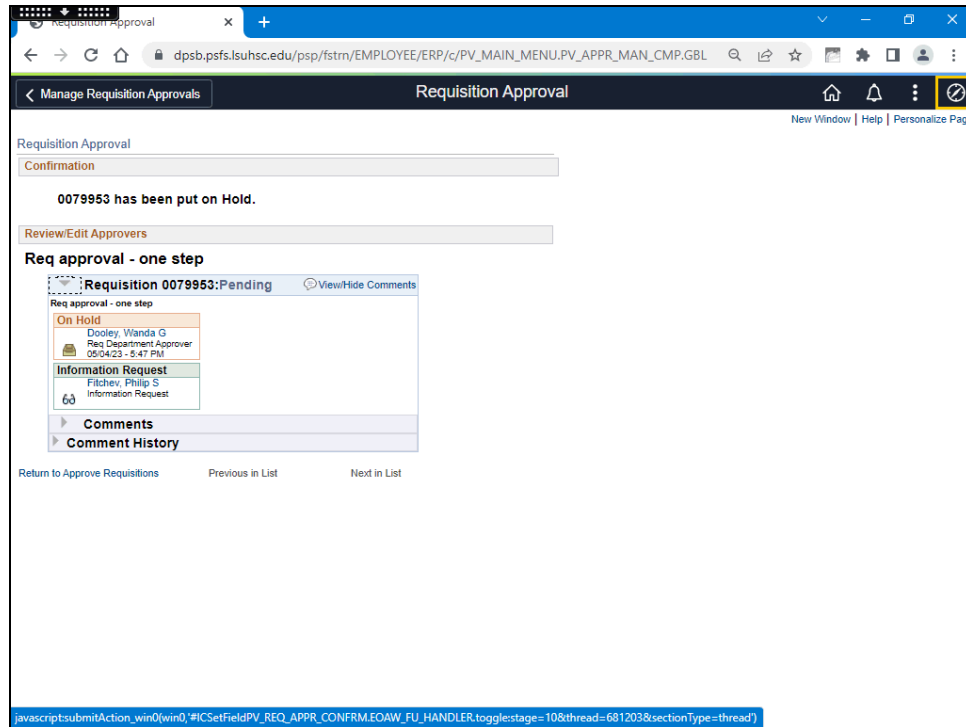 Requisition Approval
dpsb.psfs.lsuhsc.edu/psp/fstrn/EMPLOYEE/ERP/c/PV_MAIN_MENU.PV_APPR_MAN_CMP.GBL
Manage Requisition Approvals
Requisition Approval
New Window | Help | Personalize Pag
Requisition Approval
Confirmation
0079953 has been put on Hold.
Review/Edit Approvers
Req approval - one step
Requisition 0079953:Pending
View/Hide Comments
Req approval - one step
On Hold
Dooley, Wanda G
Req Department Approver
05/04/23 - 5:47 PM
Information Request
Fitchev, Philip S
Information Request
Comments
Comment History
Return to Approve Requisitions
Previous in List
Next in List
javascript:submitAction_win0(win0,'#ICSetFieldPV_REQ_APPR_CONFRM.EOAW_FU_HANDLER.toggle:stage=10&thread=681203&sectionType=thread')